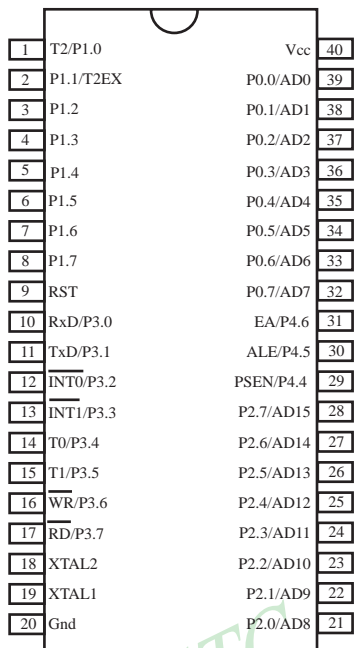 1 T2/P1.0 Vcc 40
2 P1.1/T2EX P0.0/AD0 39
3 P1.2 P0.1/AD1 38
4 P1.3 P0.2/AD2 37
5 P1.4 P0.3/AD3 36
6 P1.5 P0.4/AD4 35
7 P1.6 P0.5/AD5 34
8 P1.7 P0.6/AD6 33
9 RST P0.7/AD7 32
10 RxD/P3.0 EA/P4.6 31
11 TxD/P3.1 ALE/P4.5 30
12 I̅N̅T̅0̅/P3.2 PSEN/P4.4 29
13 I̅N̅T̅1̅/P3.3 P2.7/AD15 28
14 T0/P3.4 P2.6/AD14 27
15 T1/P3.5 P2.5/AD13 26
16 W̅R̅/P3.6 P2.4/AD12 25
17 R̅D̅/P3.7 P2.3/AD11 24
18 XTAL2 P2.2/AD10 23
19 XTAL1 P2.1/AD9 22
20 Gnd P2.0/AD8 21